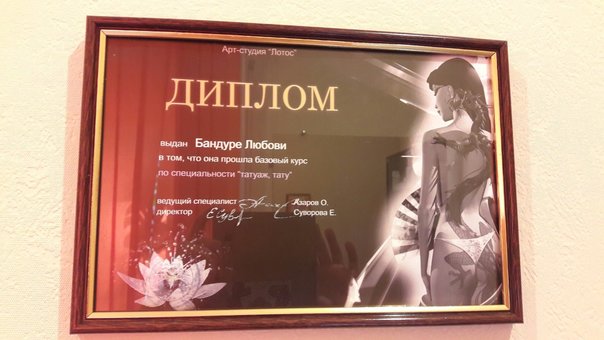 Арт-студия "Лотос"
ДИПЛОМ
выдан Бандуре Любови
в том, что она прошла базовый курс
по специальности "татуаж, тату"
ведущий специалист Азаров О.
директор Суворова Е.